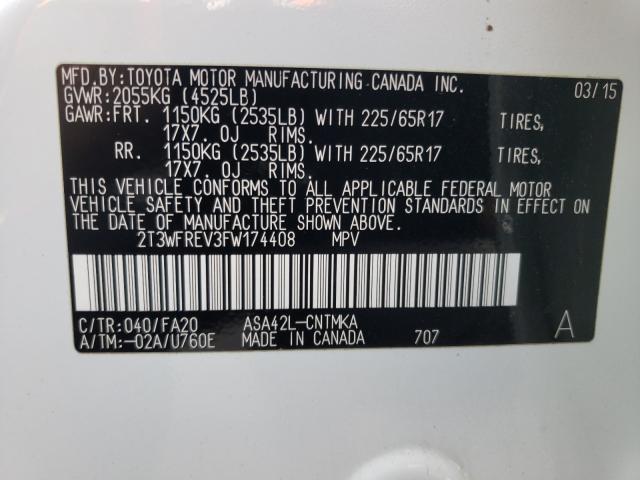 MFD.BY:TOYOTA MOTOR MANUFACTURING CANADA INC. 03/15
GVWR:2055KG (4525LB)
GAWR:FRT. 1150KG (2535LB) WITH 225/65R17 TIRES,
17X7. 0J RIMS.
RR. 1150KG (2535LB) WITH 225/65R17 TIRES,
17X7. 0J RIMS.
THIS VEHICLE CONFORMS TO ALL APPLICABLE FEDERAL MOTOR
VEHICLE SAFETY AND THEFT PREVENTION STANDARDS IN EFFECT ON
THE DATE OF MANUFACTURE SHOWN ABOVE.
2T3WFREV3FW174408 MPV
C/TR:040/FA20 ASA42L-CNTMKA
A/TM:-02A/U760E MADE IN CANADA 707 A